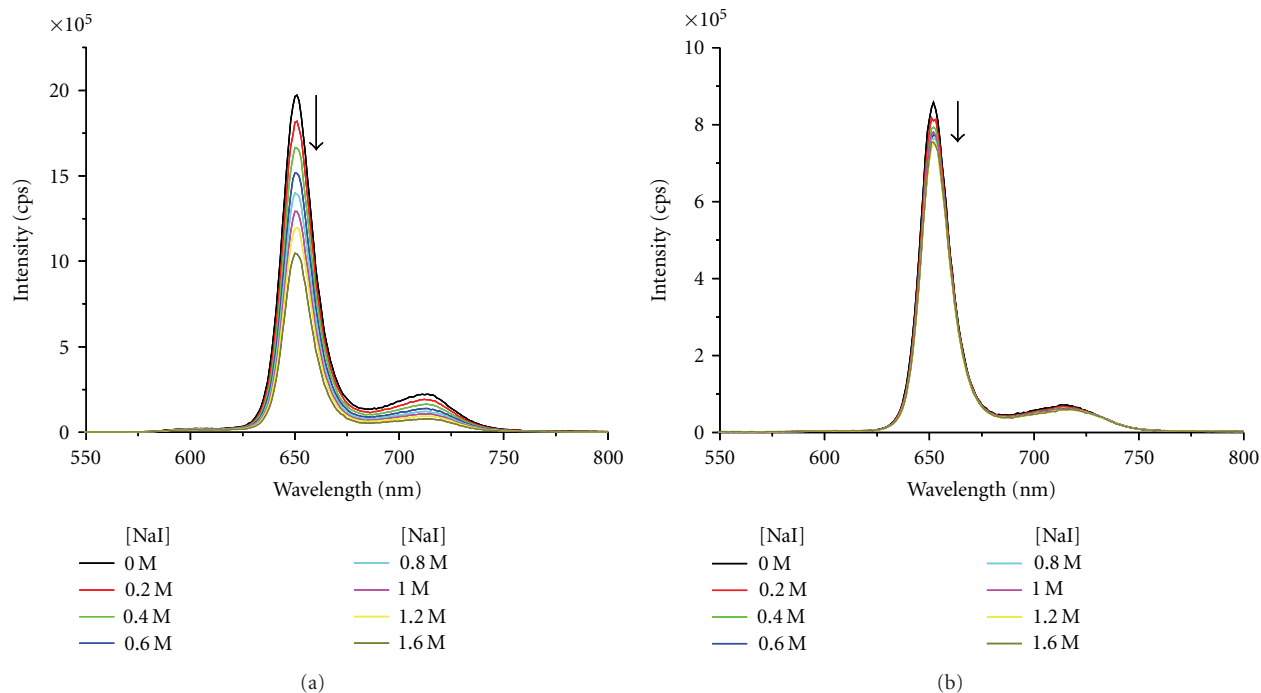 ×10⁵
20
15
10
5
0
Intensity (cps)
550 600 650 700 750 800
Wavelength (nm)
[NaI] [NaI]
0 M 0.8 M
0.2 M 1 M
0.4 M 1.2 M
0.6 M 1.6 M
(a)
×10⁵
10
8
6
4
2
0
Intensity (cps)
550 600 650 700 750 800
Wavelength (nm)
[NaI] [NaI]
0 M 0.8 M
0.2 M 1 M
0.4 M 1.2 M
0.6 M 1.6 M
(b)